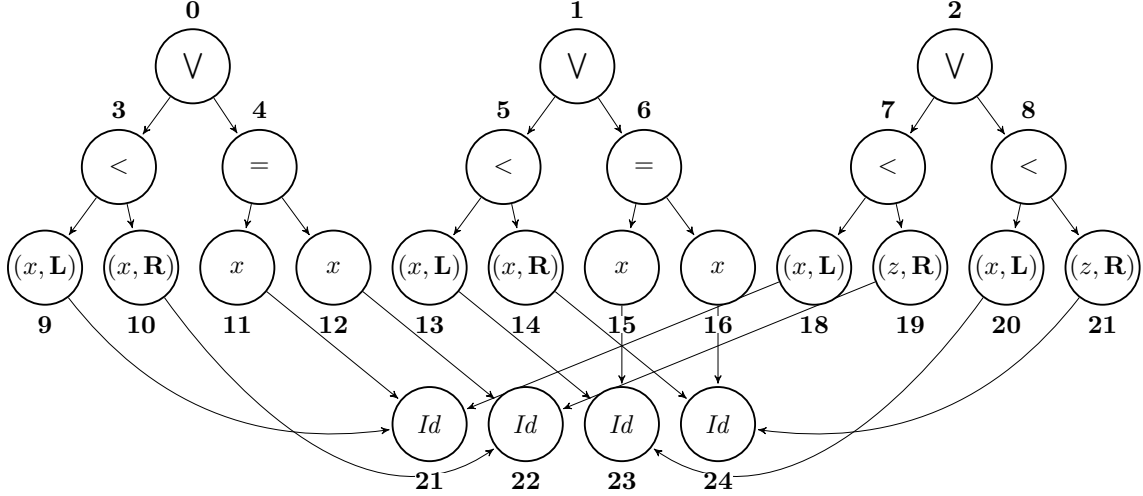 0 1 2
⋁ ⋁ ⋁
3 4 5 6 7 8
< = < = < <
(x, L) (x, R) x x (x, L) (x, R) x x (x, L) (z, R) (x, L) (z, R)
9 10 11 12 13 14 15 16 18 19 20 21
Id Id Id Id
21 22 23 24